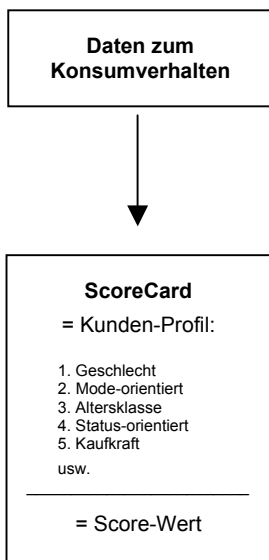 Daten zum
Konsumverhalten
ScoreCard
= Kunden-Profil:
1. Geschlecht
2. Mode-orientiert
3. Altersklasse
4. Status-orientiert
5. Kaufkraft
usw.
= Score-Wert